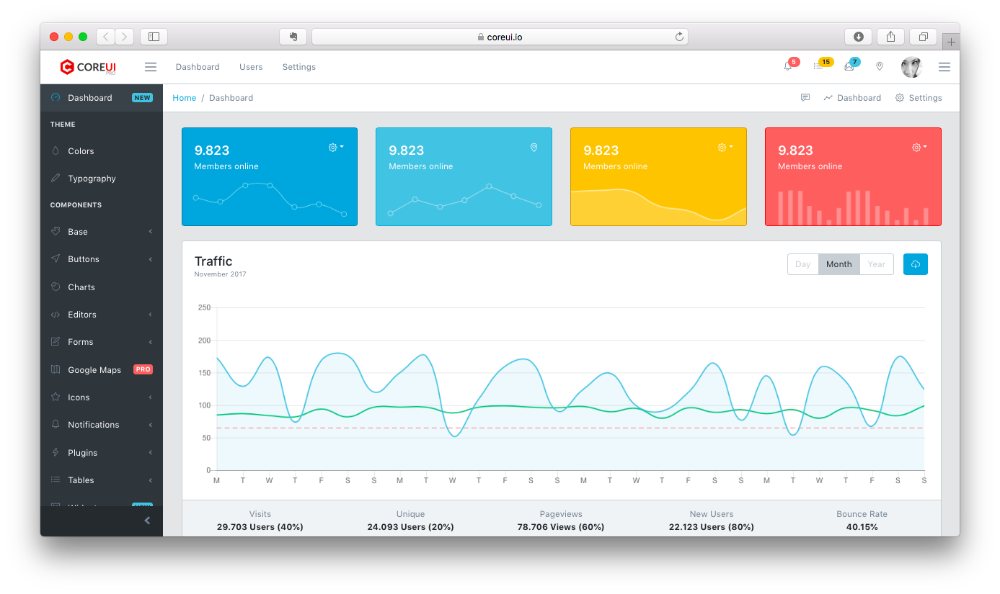 coreui.io
COREUI
PRO
Dashboard Users Settings
5 15 7
Dashboard NEW
THEME
Colors
Typography
COMPONENTS
Base
Buttons
Charts
Editors
Forms
Google Maps PRO
Icons
Notifications
Plugins
Tables
Home / Dashboard
Dashboard Settings
9.823
Members online
9.823
Members online
9.823
Members online
9.823
Members online
Traffic
November 2017
Day Month Year
250
200
150
100
50
0
M T W T F S S M T W T F S S M T W T F S S M T W T F S S
Visits
29.703 Users (40%)
Unique
24.093 Users (20%)
Pageviews
78.706 Views (60%)
New Users
22.123 Users (80%)
Bounce Rate
40.15%